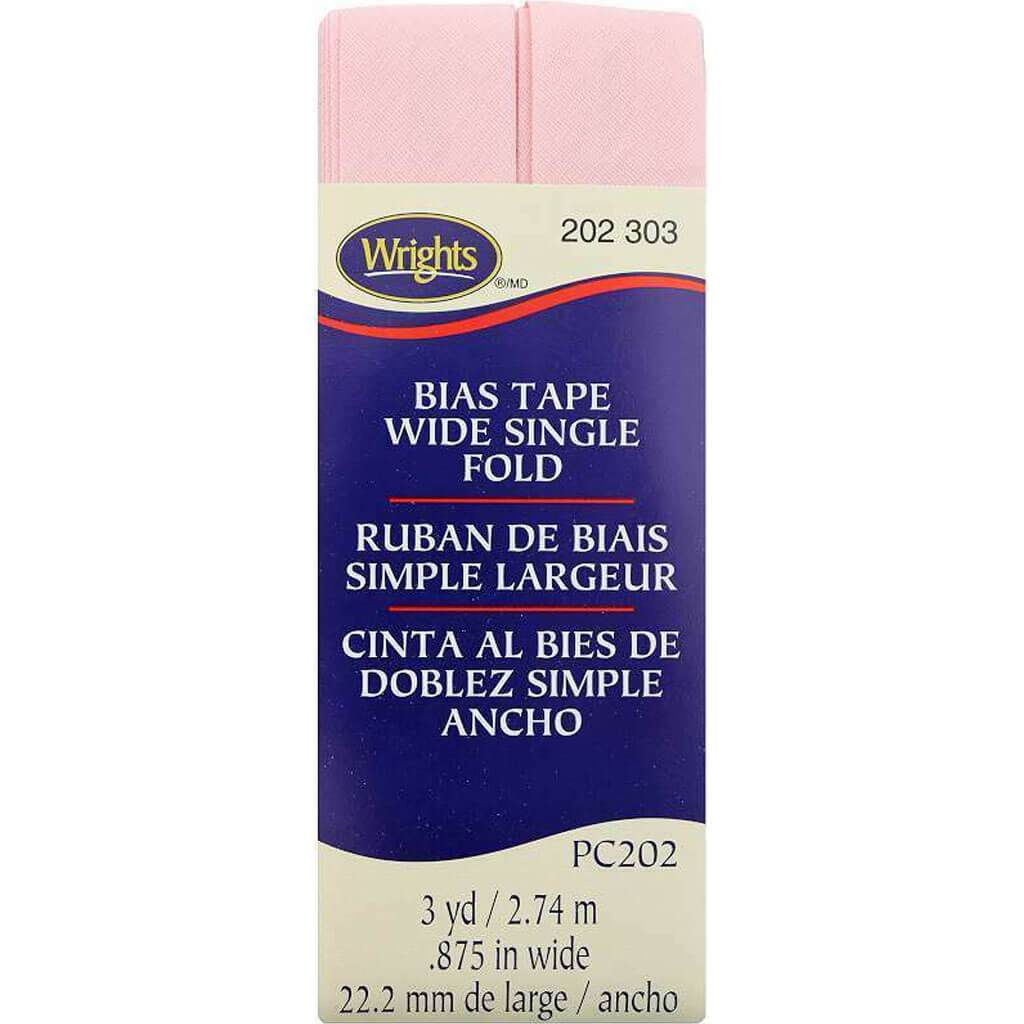 Wrights
®/MD
202 303
BIAS TAPE
WIDE SINGLE
FOLD
RUBAN DE BIAIS
SIMPLE LARGEUR
CINTA AL BIES DE
DOBLEZ SIMPLE
ANCHO
PC202
3 yd / 2.74 m
.875 in wide
22.2 mm de large / ancho